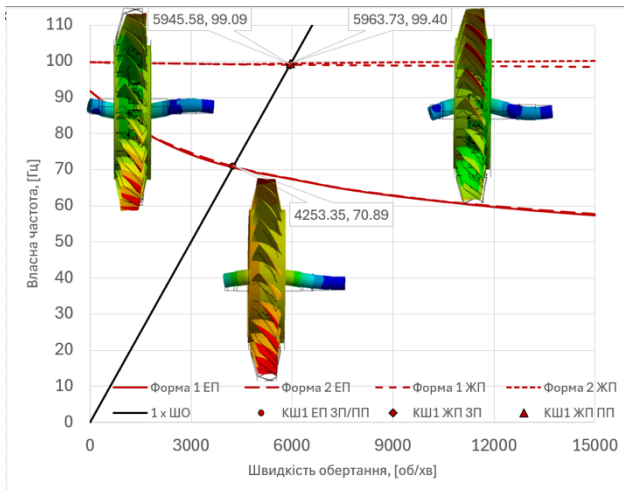 5945.58, 99.09
5963.73, 99.40
120
100
90
80
70
60
50
40
30
20
10
0
Власна частота, [Гц]
4253.35, 70.89
Форма 1 ЕП
Форма 2 ЕП
Форма 1 ЖП
Форма 2 ЖП
1 x ШО
КШ1 ЕП ЗП/ПП
КШ1 ЖП ЗП
КШ1 ЖП ПП
0
3000
6000
9000
12000
15000
Швидкість обертання, [об/хв]